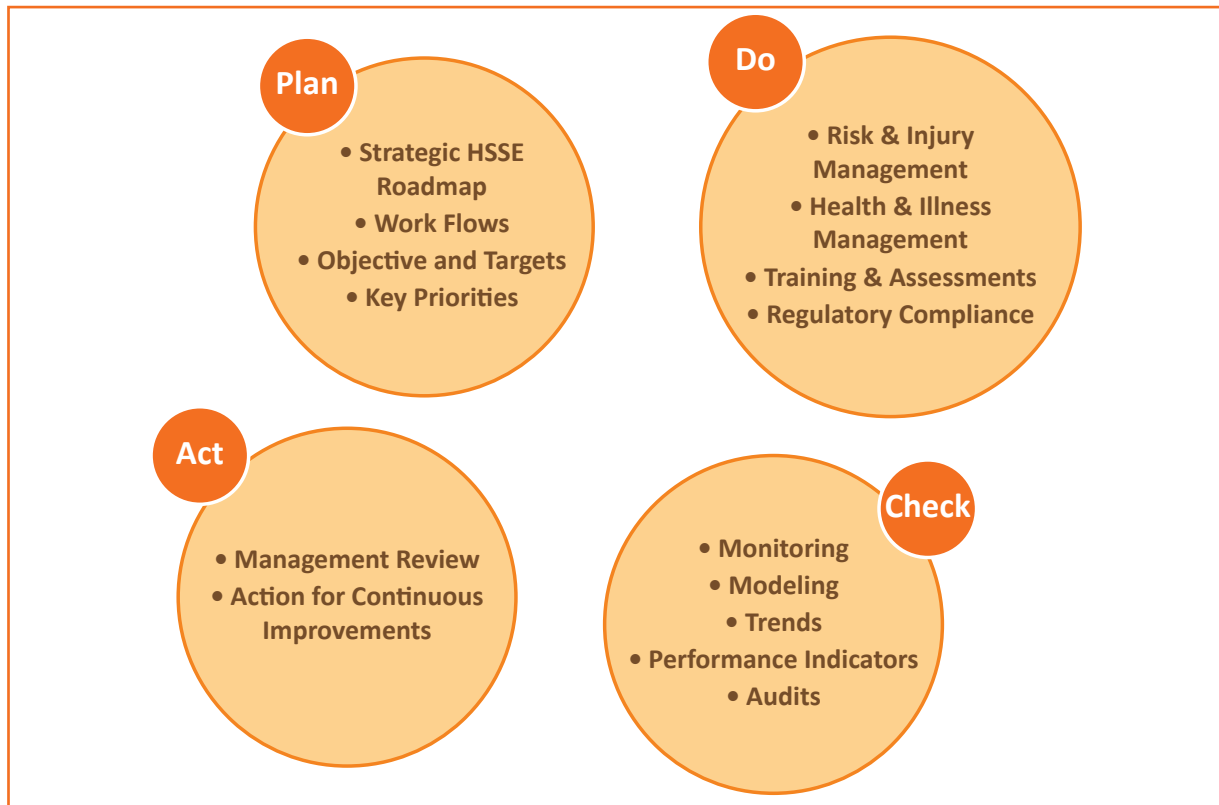 Plan
• Strategic HSSE
Roadmap
• Work Flows
• Objective and Targets
• Key Priorities
Do
• Risk & Injury
Management
• Health & Illness
Management
• Training & Assessments
• Regulatory Compliance
Act
• Management Review
• Action for Continuous
Improvements
Check
• Monitoring
• Modeling
• Trends
• Performance Indicators
• Audits